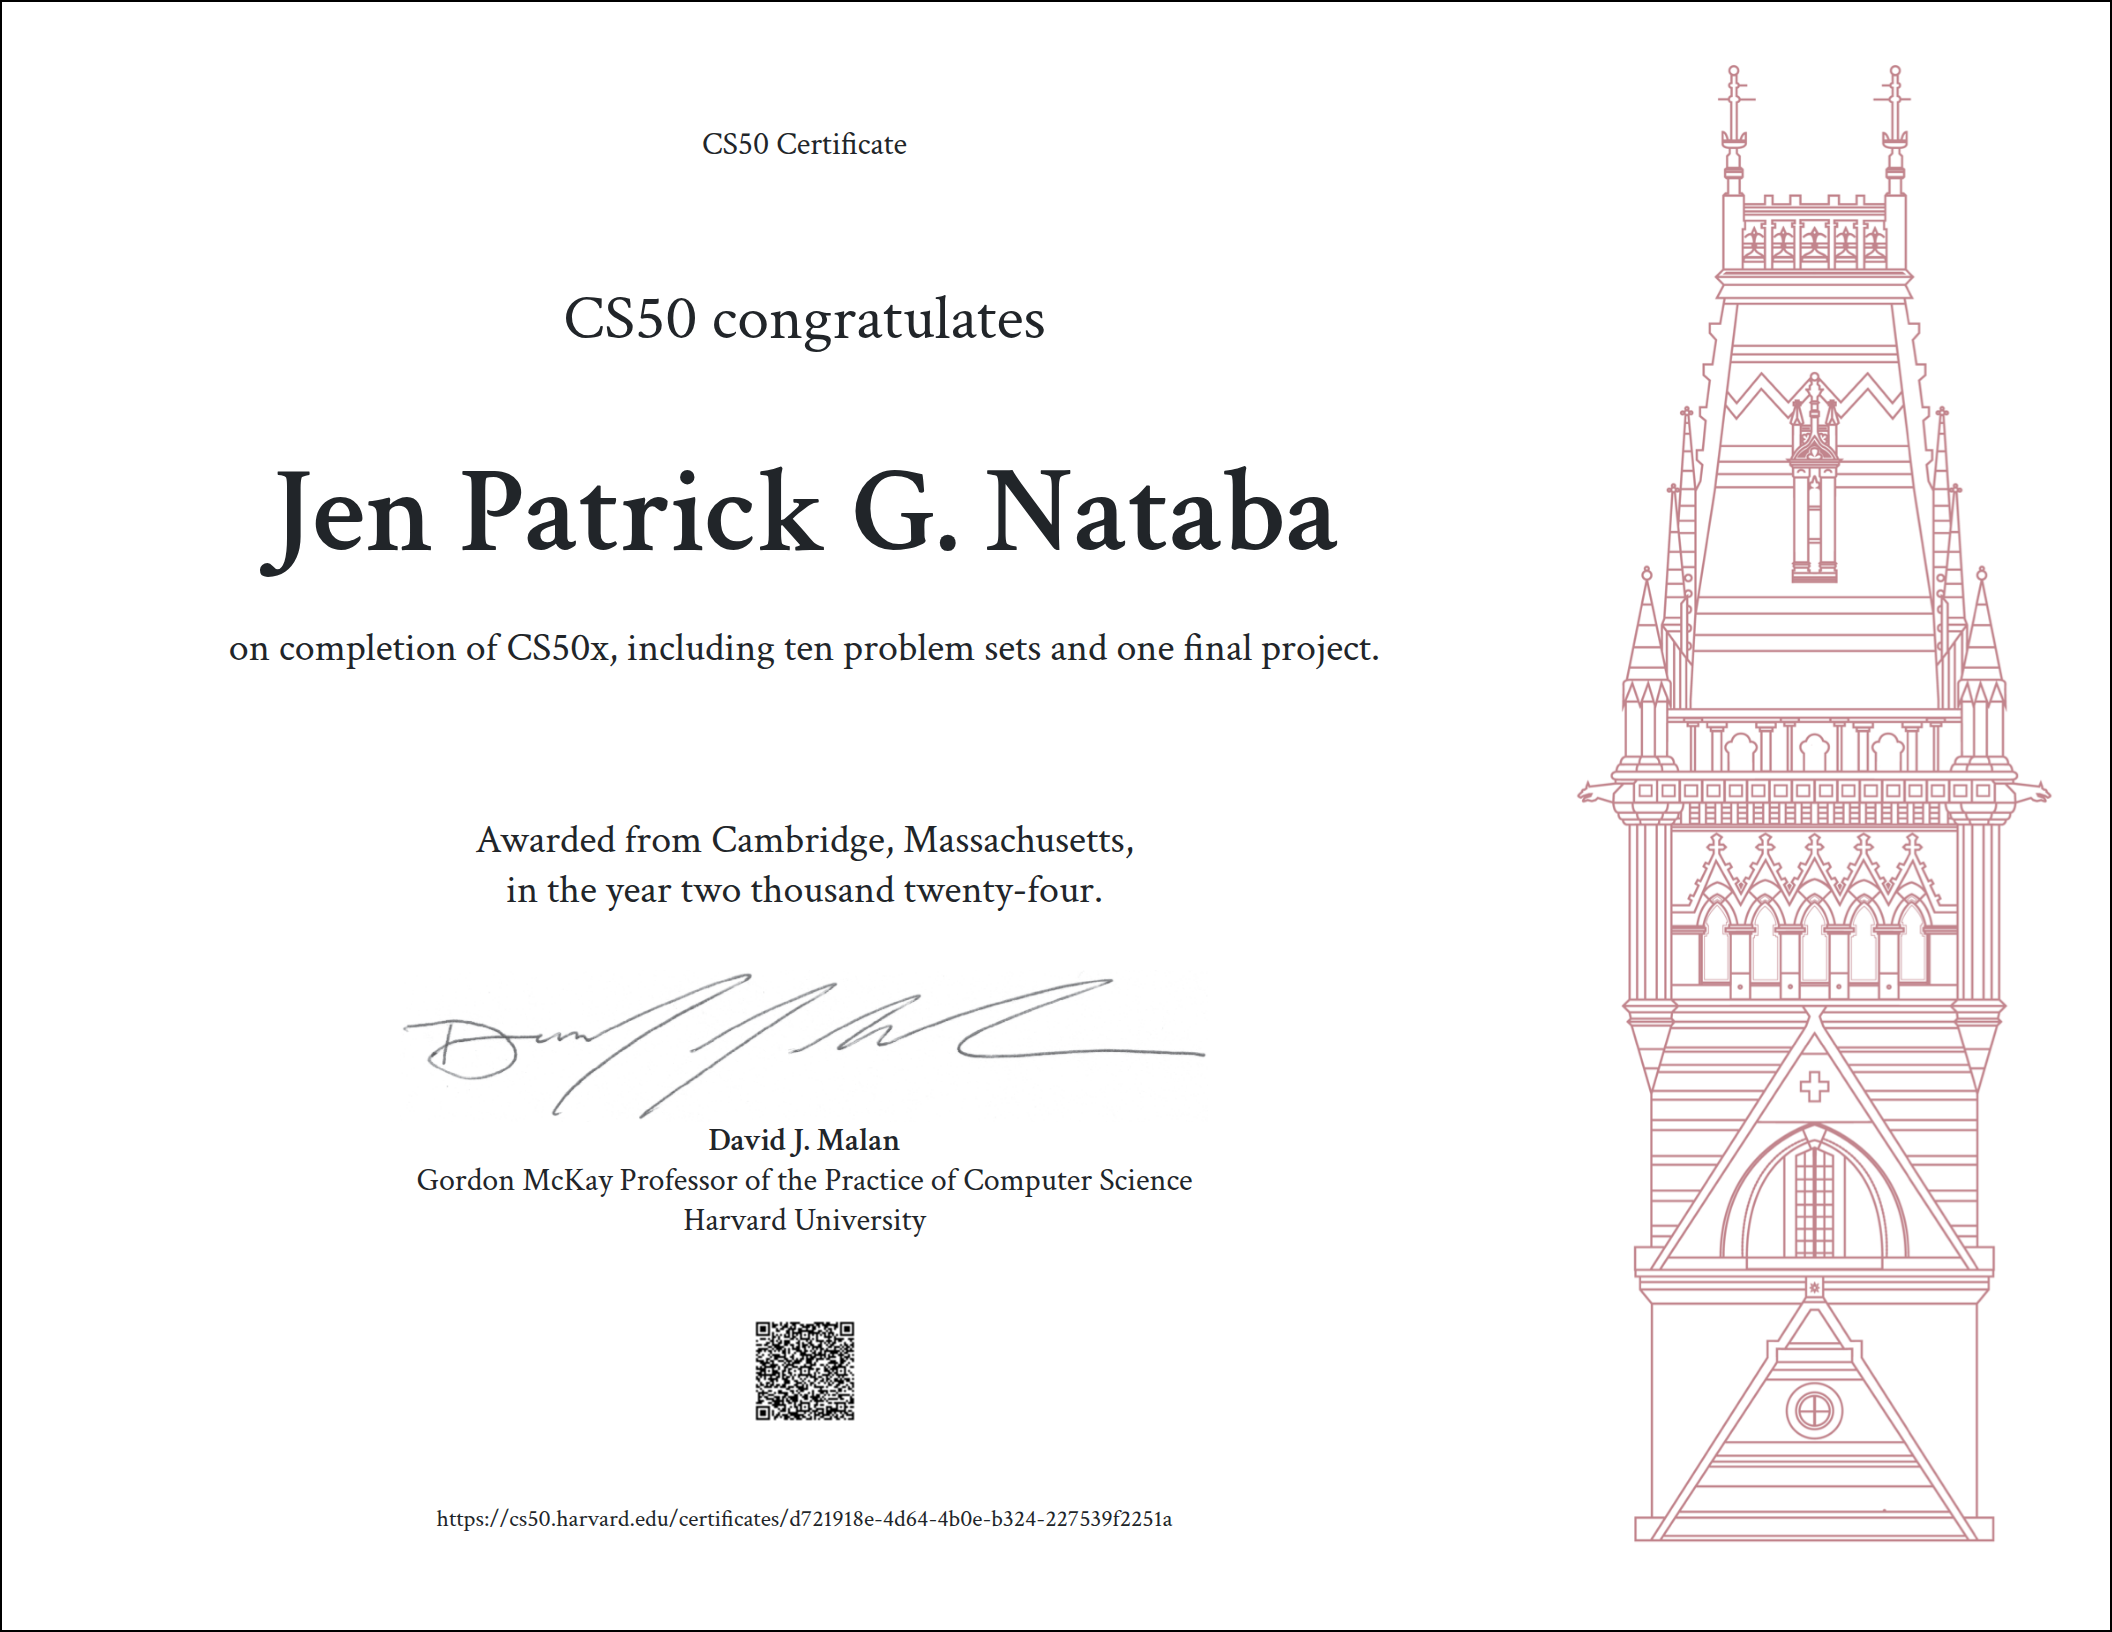 CS50 Certificate
CS50 congratulates
Jen Patrick G. Nataba
on completion of CS50x, including ten problem sets and one final project.
Awarded from Cambridge, Massachusetts,
in the year two thousand twenty-four.
David J. Malan
Gordon McKay Professor of the Practice of Computer Science
Harvard University
https://cs50.harvard.edu/certificates/d721918e-4d64-4b0e-b324-227539f2251a